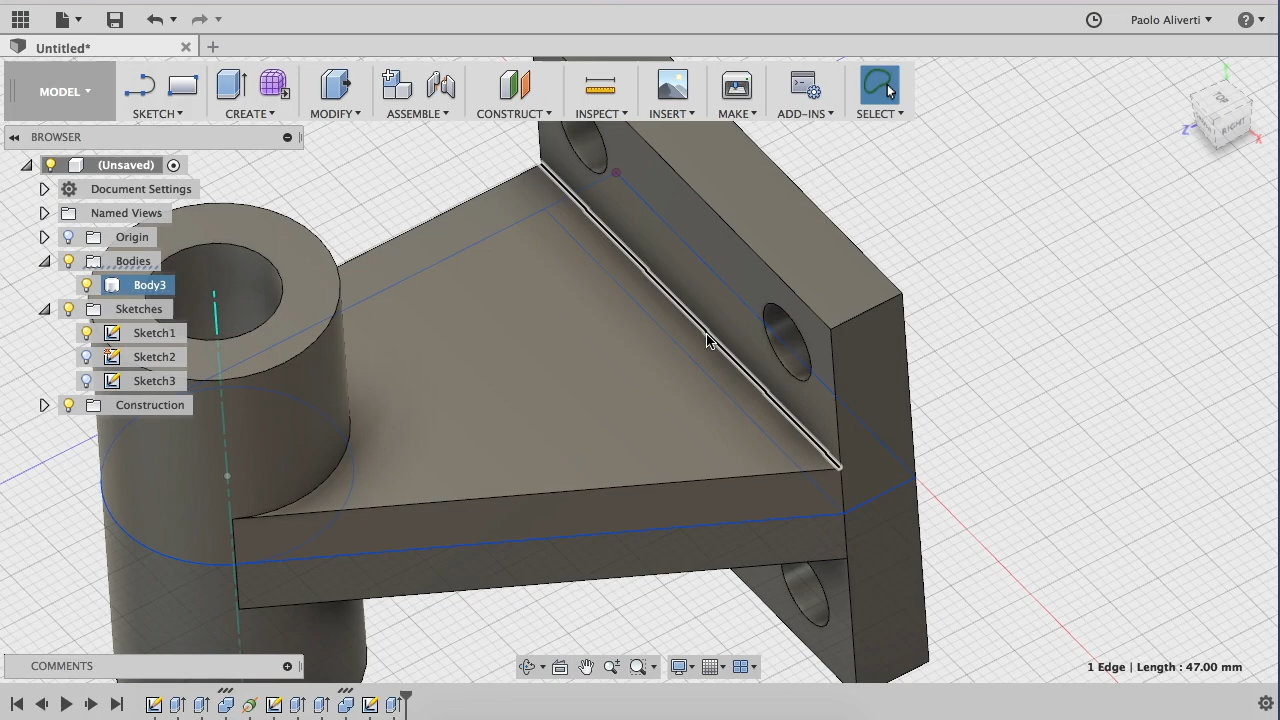 Paolo Aliverti
?
Untitled*
MODEL
SKETCH
CREATE
MODIFY
ASSEMBLE
CONSTRUCT
INSPECT
INSERT
MAKE
ADD-INS
SELECT
BROWSER
(Unsaved)
Document Settings
Named Views
Origin
Bodies
Body3
Sketches
Sketch1
Sketch2
Sketch3
Construction
RIGHT
Z
X
COMMENTS
1 Edge | Length : 47.00 mm